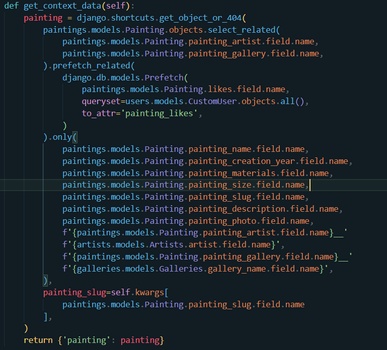 def get_context_data(self):
    painting = django.shortcuts.get_object_or_404(
        paintings.models.Painting.objects.select_related(
            paintings.models.Painting.painting_artist.field.name,
            paintings.models.Painting.painting_gallery.field.name,
        ).prefetch_related(
            django.db.models.Prefetch(
                paintings.models.Painting.likes.field.name,
                queryset=users.models.CustomUser.objects.all(),
                to_attr='painting_likes',
            )
        ).only(
            paintings.models.Painting.painting_name.field.name,
            paintings.models.Painting.painting_creation_year.field.name,
            paintings.models.Painting.painting_materials.field.name,
            paintings.models.Painting.painting_size.field.name,
            paintings.models.Painting.painting_slug.field.name,
            paintings.models.Painting.painting_description.field.name,
            paintings.models.Painting.painting_photo.field.name,
            f'{paintings.models.Painting.painting_artist.field.name}__'
            f'{artists.models.Artists.artist.field.name}',
            f'{paintings.models.Painting.painting_gallery.field.name}__'
            f'{galleries.models.Galleries.gallery_name.field.name}',
        ),
        painting_slug=self.kwargs[
            paintings.models.Painting.painting_slug.field.name
        ],
    )
    return {'painting': painting}